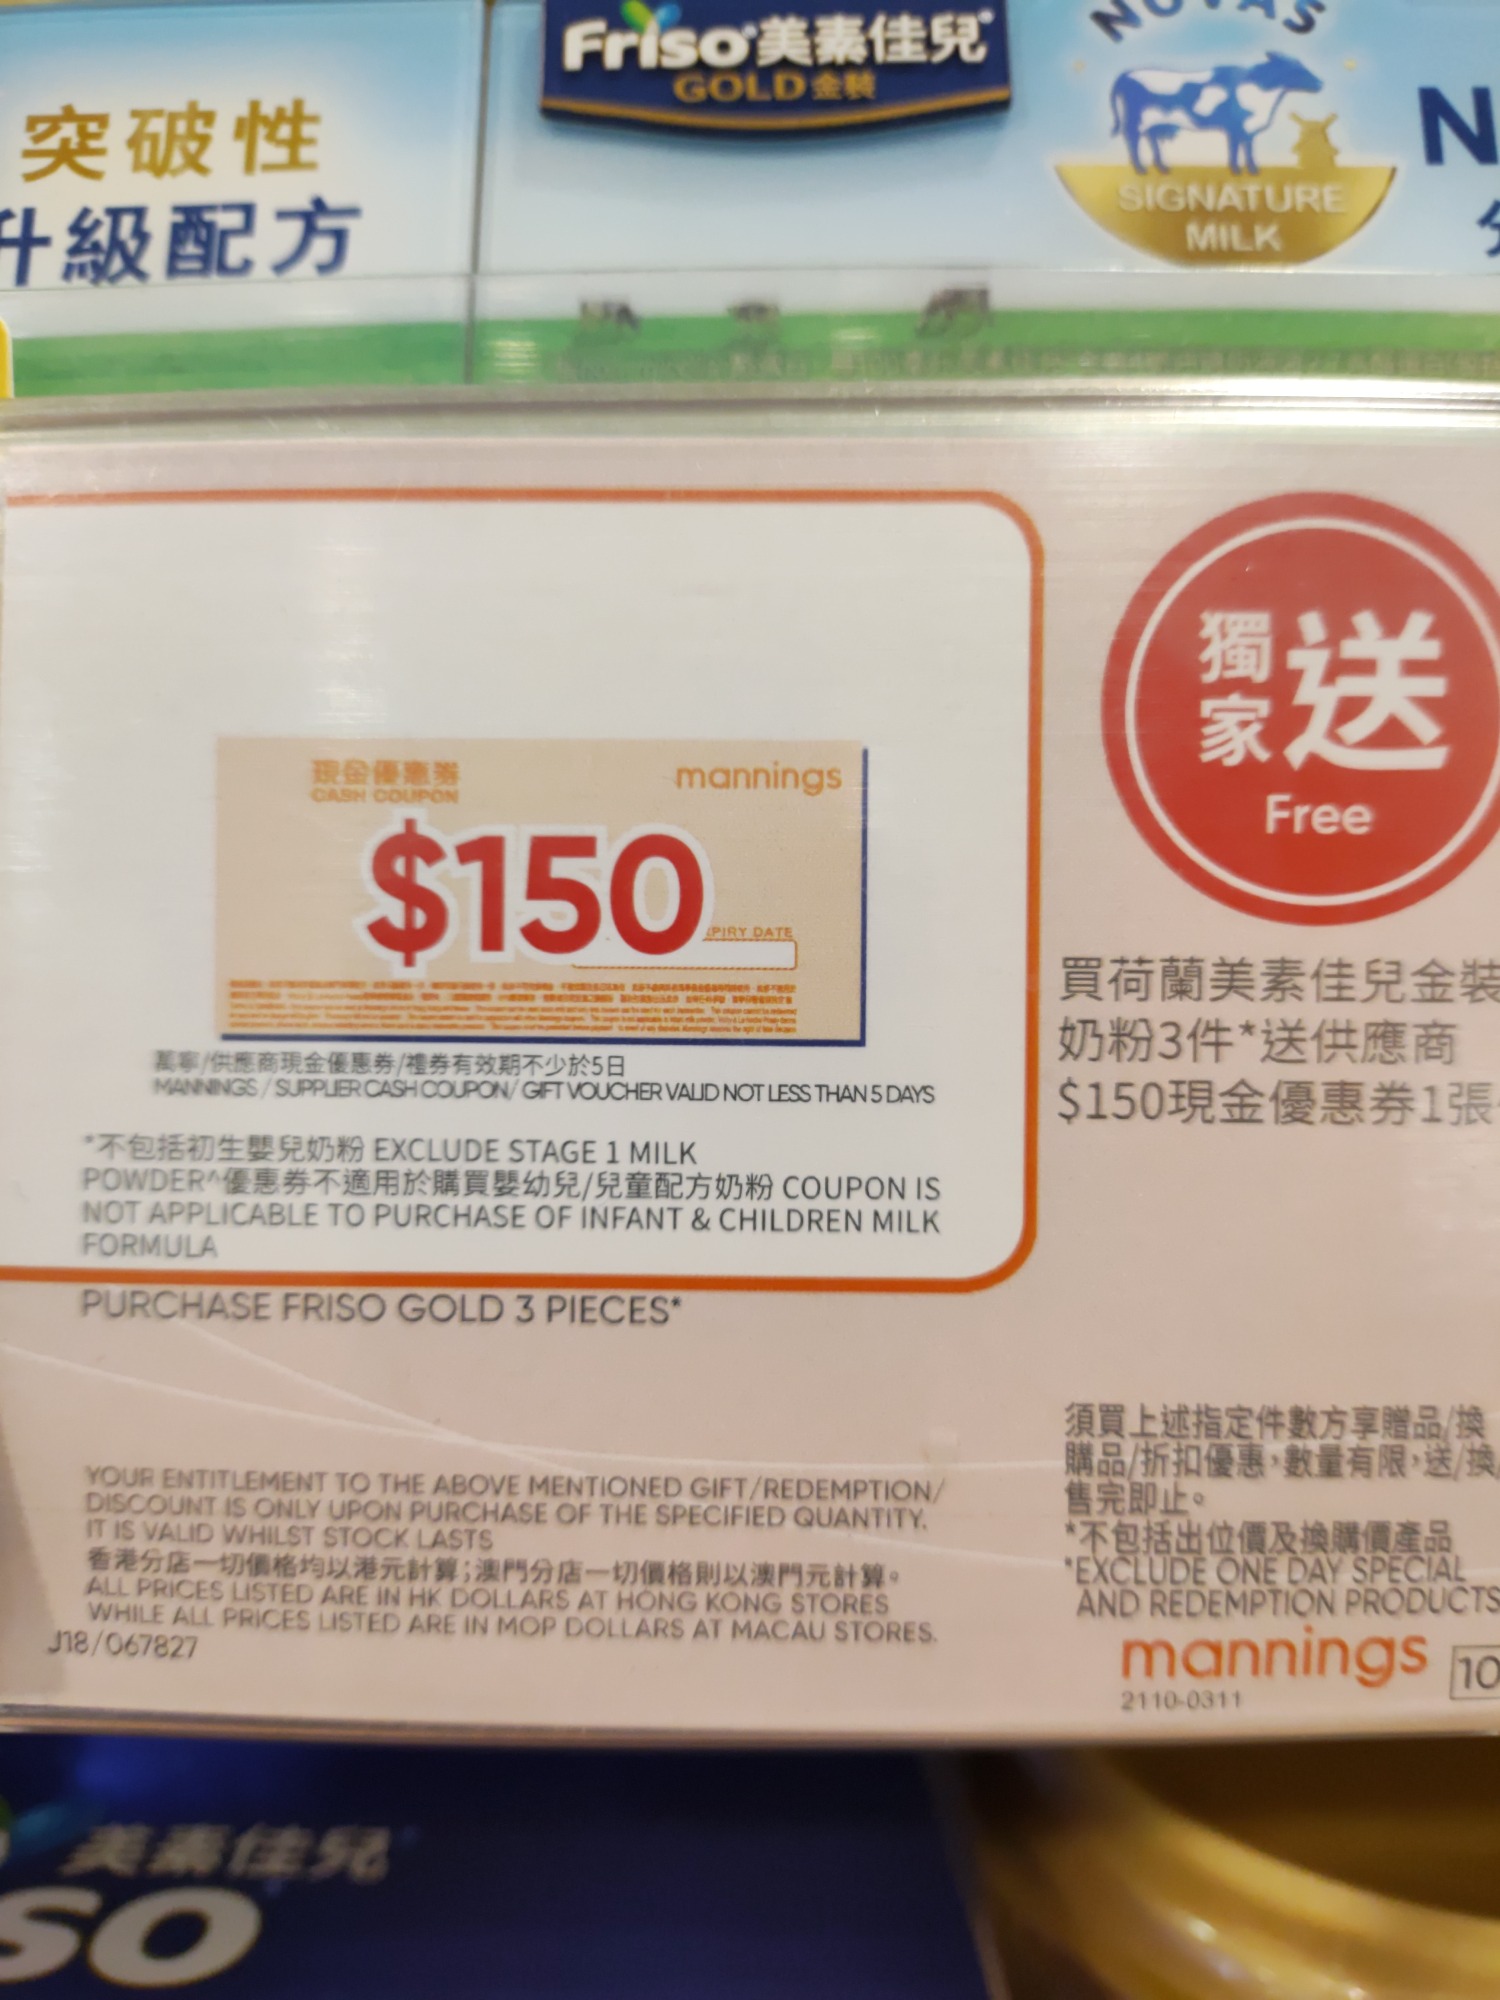 Friso 美素佳兒
GOLD 金裝
NOVAS
SIGNATURE
MILK
突破性
升級配方
N
現金優惠券
CASH COUPON
mannings
$150
PIRY DATE
萬寧/供應商現金優惠券/禮券有效期不少於5日
MANNINGS / SUPPLIER CASH COUPON/ GIFT VOUCHER VALID NOT LESS THAN 5 DAYS
*不包括初生嬰兒奶粉 EXCLUDE STAGE 1 MILK
POWDER^優惠券不適用於購買嬰幼兒/兒童配方奶粉 COUPON IS
NOT APPLICABLE TO PURCHASE OF INFANT & CHILDREN MILK
FORMULA
PURCHASE FRISO GOLD 3 PIECES*
獨家送
Free
買荷蘭美素佳兒金裝
奶粉3件*送供應商
$150現金優惠券1張
YOUR ENTITLEMENT TO THE ABOVE MENTIONED GIFT/REDEMPTION/
DISCOUNT IS ONLY UPON PURCHASE OF THE SPECIFIED QUANTITY.
IT IS VALID WHILST STOCK LASTS
香港分店一切價格均以港元計算；澳門分店一切價格則以澳門元計算。
ALL PRICES LISTED ARE IN HK DOLLARS AT HONG KONG STORES
WHILE ALL PRICES LISTED ARE IN MOP DOLLARS AT MACAU STORES.
J18/067827
須買上述指定件數方享贈品/換
購品/折扣優惠，數量有限，送/換/
售完即止。
*不包括出位價及換購價產品
*EXCLUDE ONE DAY SPECIAL
AND REDEMPTION PRODUCTS
mannings
10
2110-0311
美素佳兒
so